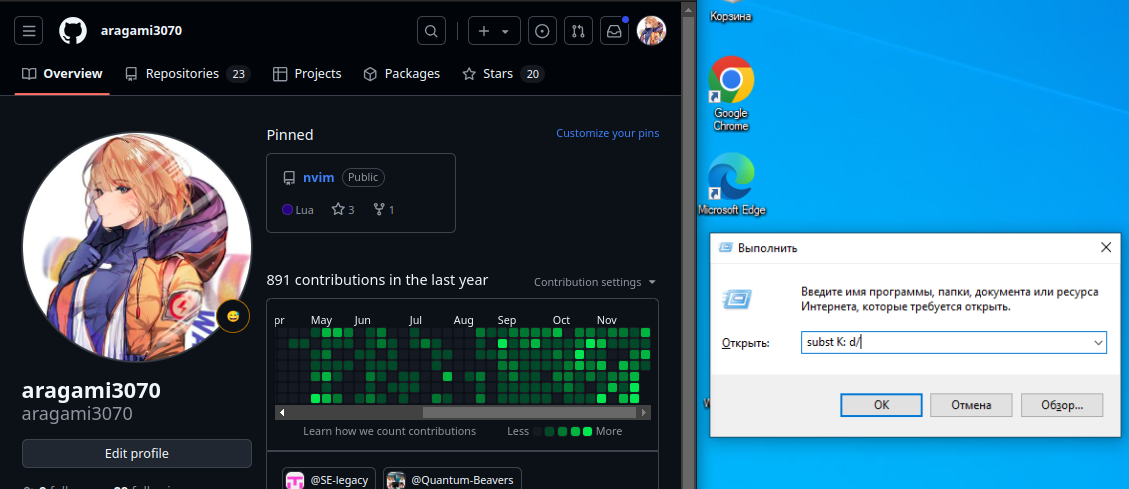 aragami3070
Overview
Repositories 23
Projects
Packages
Stars 20
Pinned
Customize your pins
nvim Public
Lua 3 1
891 contributions in the last year
Contribution settings
May Jun Jul Aug Sep Oct Nov
Learn how we count contributions
Less More
aragami3070
aragami3070
Edit profile
@SE-legacy
@Quantum-Beavers
Корзина
Google
Chrome
Microsoft Edge
Выполнить
Введите имя программы, папки, документа или ресурса
Интернета, которые требуется открыть.
Открыть: subst K: d/
ОК
Отмена
Обзор...